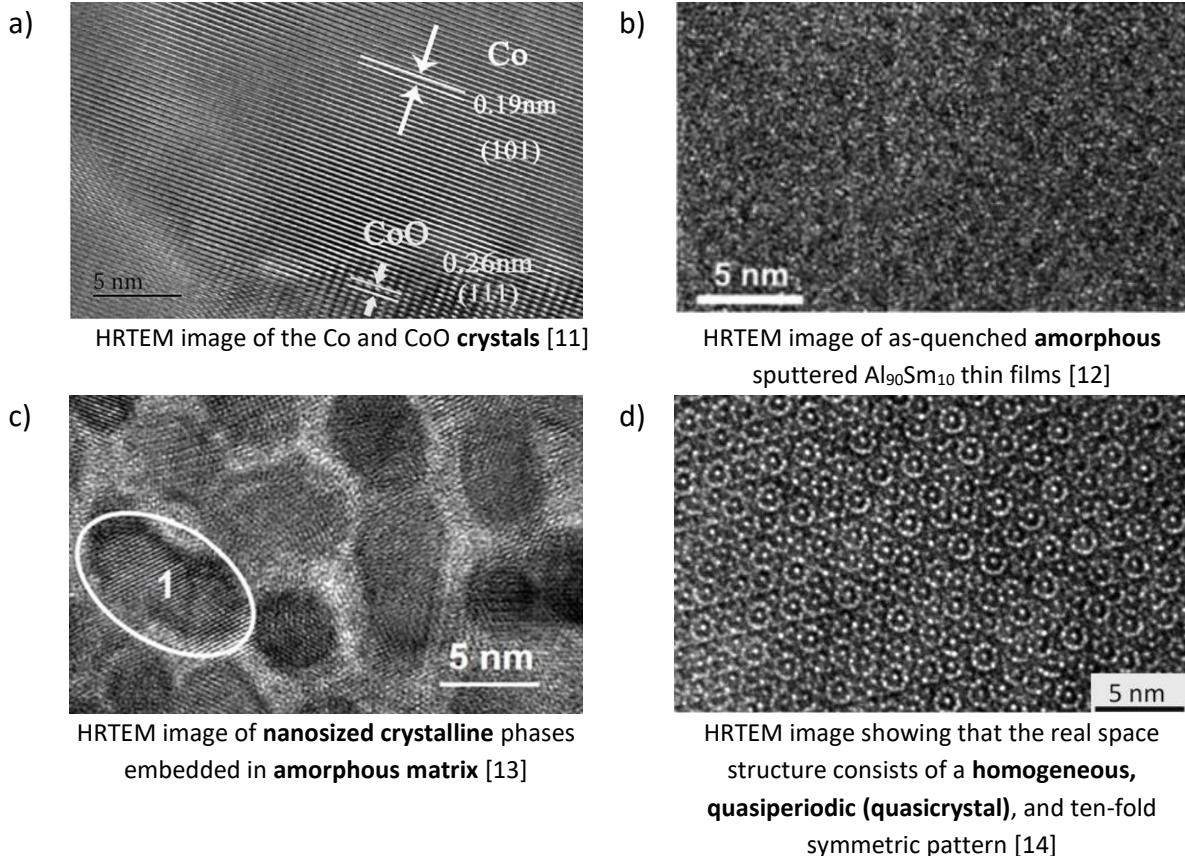 a)
Co
0.19nm
(101)
CoO
0.26nm
(111)
5 nm
HRTEM image of the Co and CoO crystals [11]
b)
5 nm
HRTEM image of as-quenched amorphous
sputtered Al₉₀Sm₁₀ thin films [12]
c)
1
5 nm
HRTEM image of nanosized crystalline phases
embedded in amorphous matrix [13]
d)
5 nm
HRTEM image showing that the real space
structure consists of a homogeneous,
quasiperiodic (quasicrystal), and ten-fold
symmetric pattern [14]